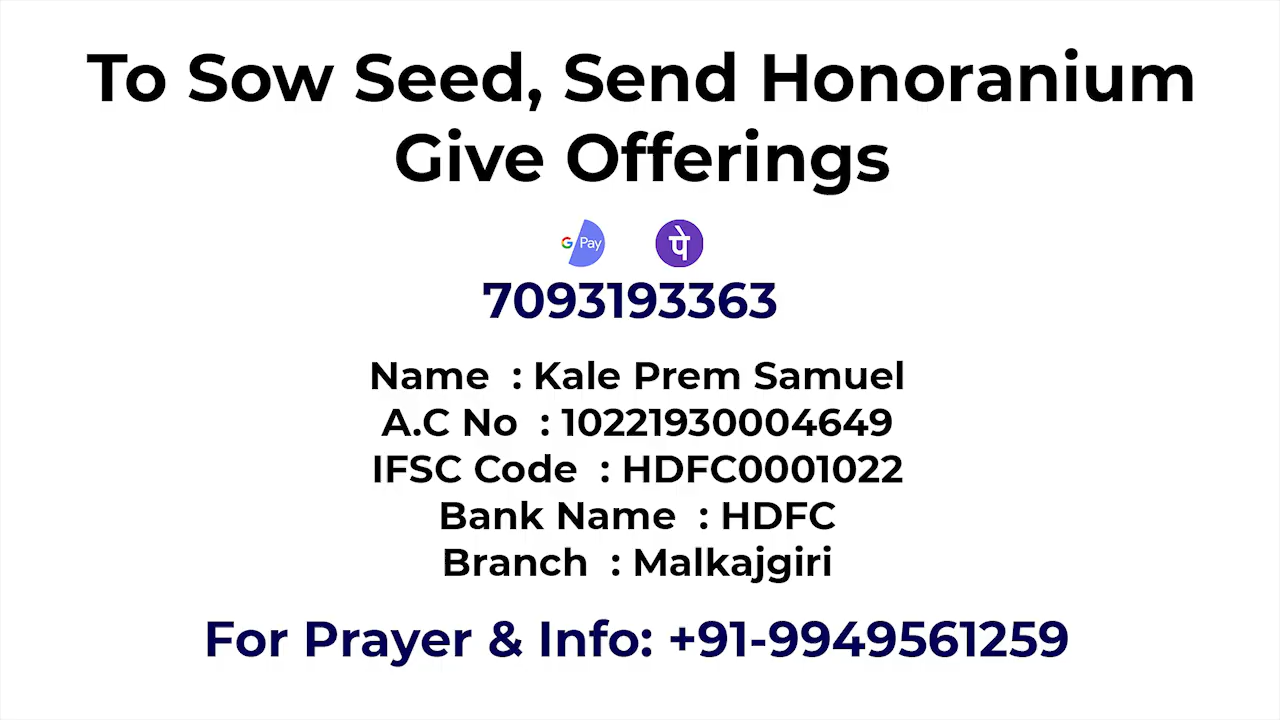 To Sow Seed, Send Honoranium
Give Offerings
G Pay पे
7093193363
Name : Kale Prem Samuel
A.C No : 10221930004649
IFSC Code : HDFC0001022
Bank Name : HDFC
Branch : Malkajgiri
For Prayer & Info: +91-9949561259